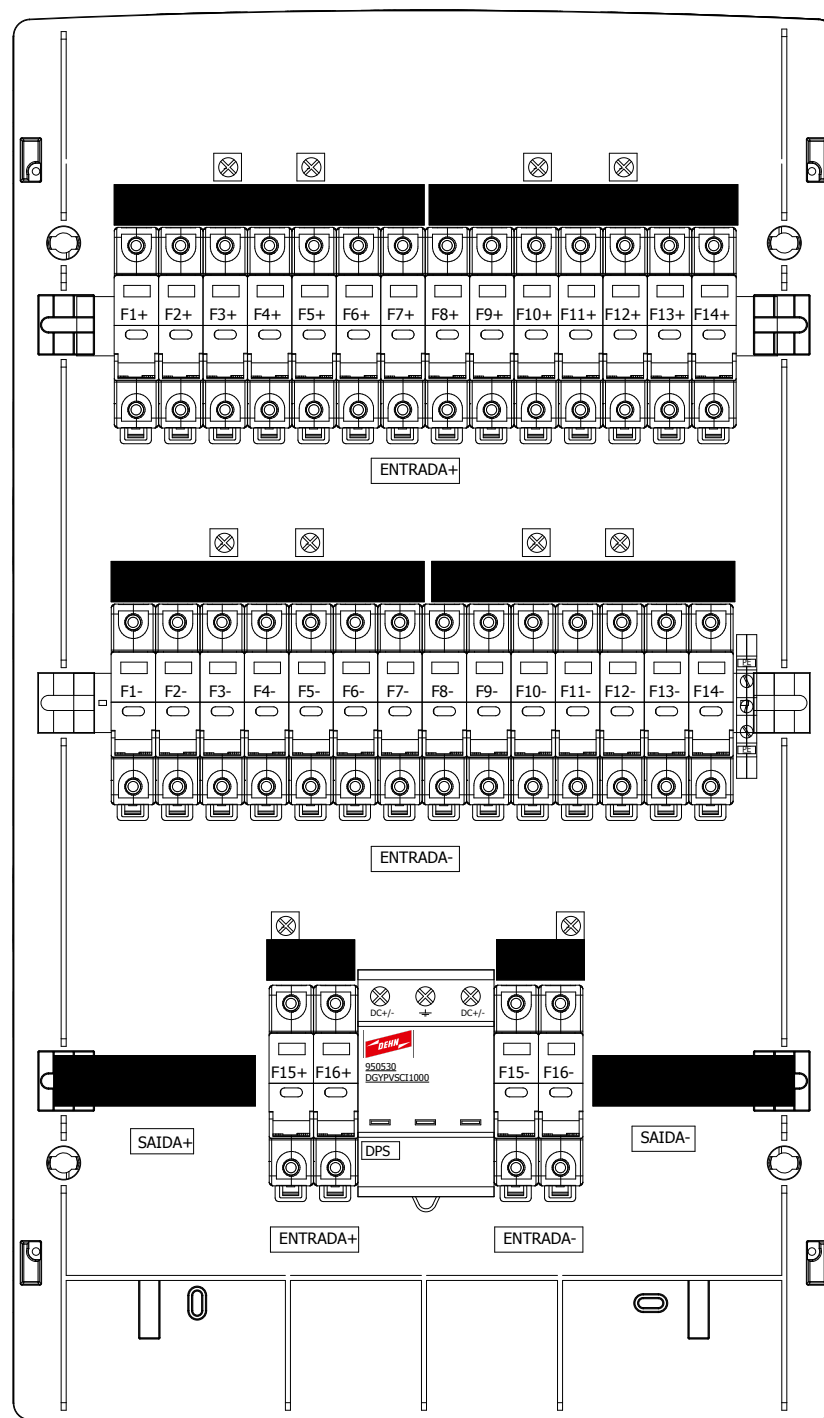 F1+ F2+ F3+ F4+ F5+ F6+ F7+ F8+ F9+ F10+ F11+ F12+ F13+ F14+
ENTRADA+
F1- F2- F3- F4- F5- F6- F7- F8- F9- F10- F11- F12- F13- F14-
PE
PE
ENTRADA-
DC+/- DC+/-
DEHN
950530
DGYPVSCI1000
F15+ F16+
F15- F16-
DPS
SAIDA+
SAIDA-
ENTRADA+
ENTRADA-